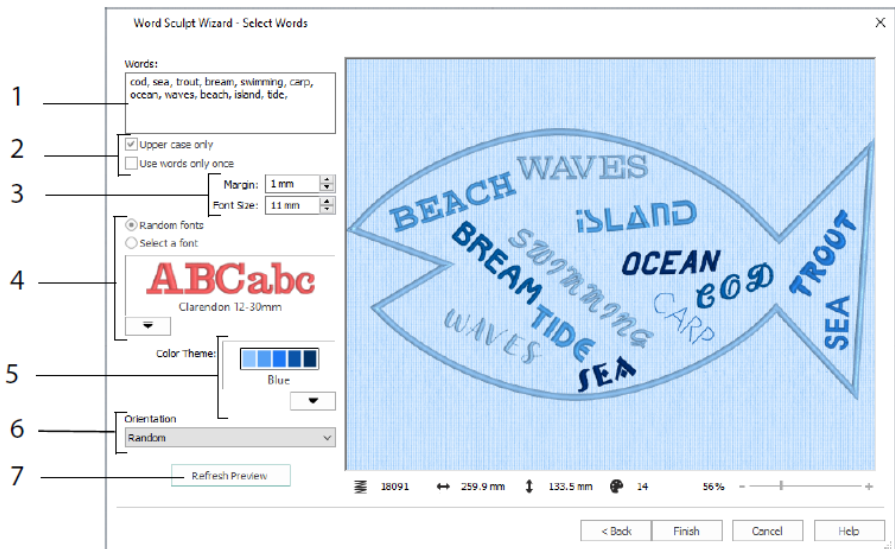 Word Sculpt Wizard - Select Words
Words:
cod, sea, trout, bream, swimming, carp,
ocean, waves, beach, island, tide,
1
Upper case only
2
Use words only once
Margin: 1 mm
3
Font Size: 11 mm
Random fonts
Select a font
4
ABCabc
Clarendon 12-30mm
Color Theme:
5
Blue
Orientation
6
Random
7
Refresh Preview
WAVES
BEACH
iSLAND
TROUT
SWIMMING
BREAM
OCEAN
COD
CARP
TIDE
WAVES
SEA
SEA
18091
259.9 mm
133.5 mm
14
56%
< Back
Finish
Cancel
Help